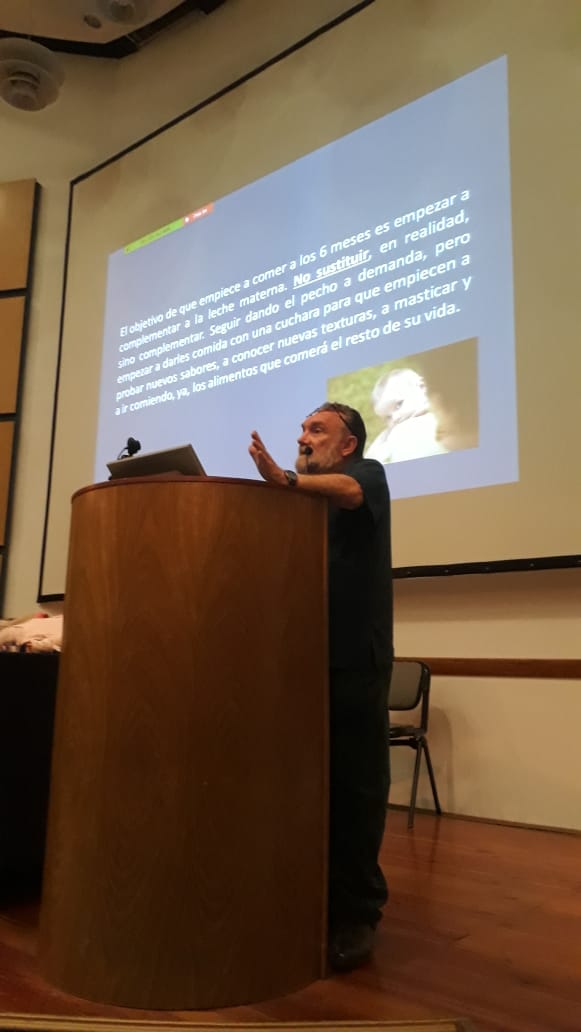 El objetivo de que empiece a comer a los 6 meses es empezar a
complementar a la leche materna. No sustituir, en realidad,
sino complementar. Seguir dando el pecho a demanda, pero
empezar a darles comida con una cuchara para que empiecen a
probar nuevos sabores, a conocer nuevas texturas, a masticar y
a ir comiendo, ya, los alimentos que comerá el resto de su vida.